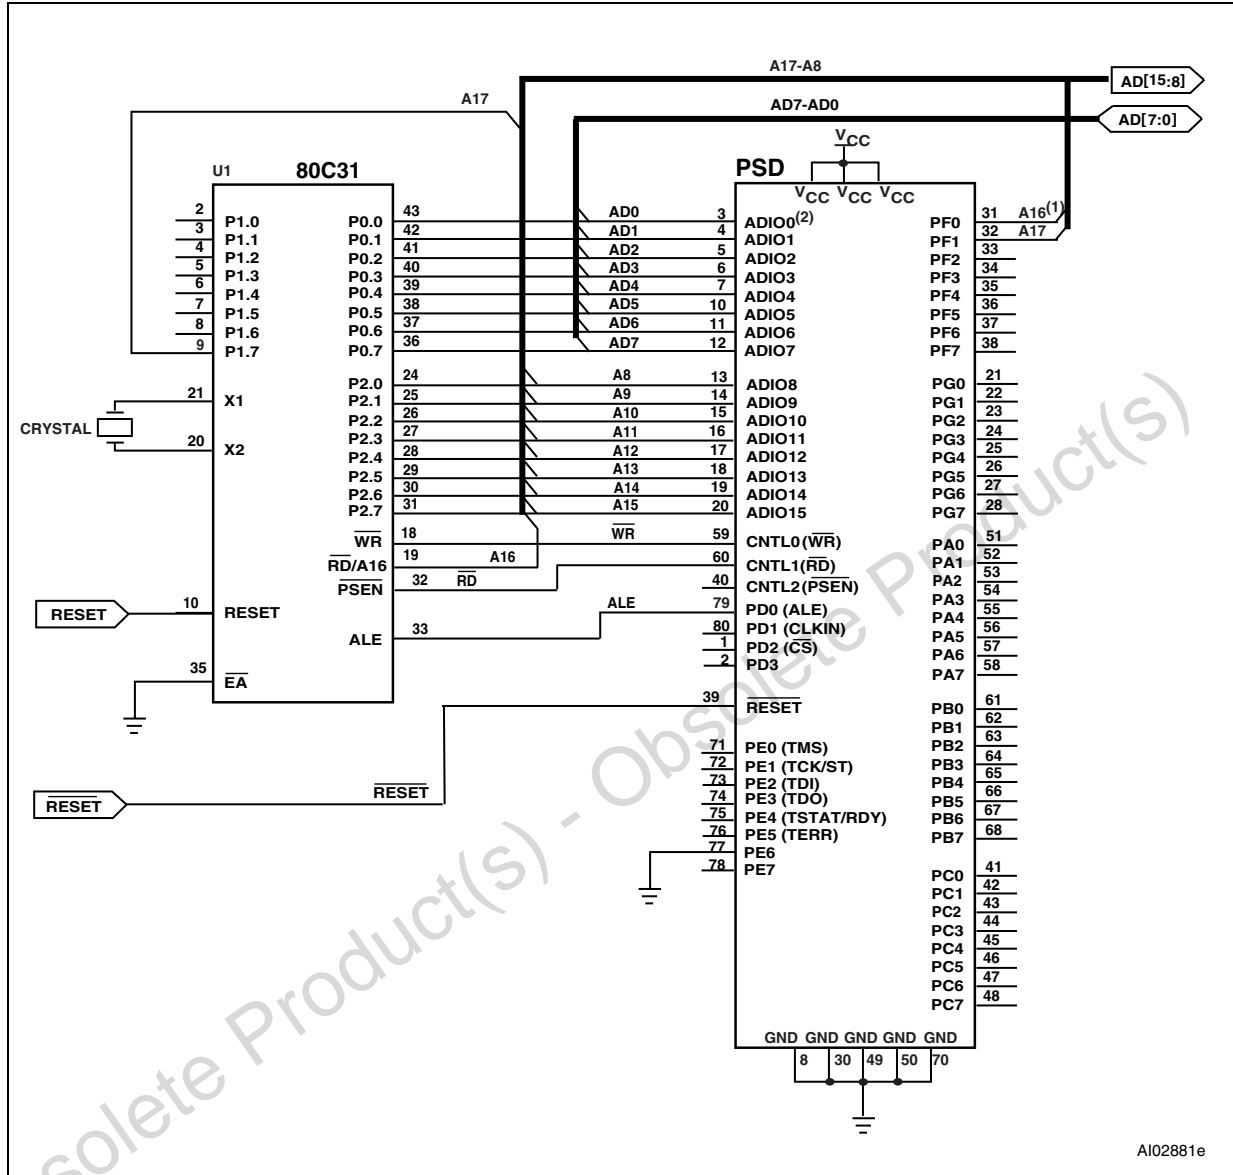 A17-A8
AD[15:8]
A17
AD7-AD0
AD[7:0]
VCC
U1 80C31 PSD
VCC VCC VCC
2 P1.0 P0.0 43 AD0 3 ADIO0(2) PF0 31 A16(1)
3 P1.1 P0.1 42 AD1 4 ADIO1 PF1 32 A17
4 P1.2 P0.2 41 AD2 5 ADIO2 PF2 33
5 P1.3 P0.3 40 AD3 6 ADIO3 PF3 34
6 P1.4 P0.4 39 AD4 7 ADIO4 PF4 35
7 P1.5 P0.5 38 AD5 10 ADIO5 PF5 36
8 P1.6 P0.6 37 AD6 11 ADIO6 PF6 37
9 P1.7 P0.7 36 AD7 12 ADIO7 PF7 38
P2.0 24 A8 13 ADIO8 PG0 21
21 X1 P2.1 25 A9 14 ADIO9 PG1 22
P2.2 26 A10 15 ADIO10 PG2 23
CRYSTAL
P2.3 27 A11 16 ADIO11 PG3 24
20 X2 P2.4 28 A12 17 ADIO12 PG4 25
P2.5 29 A13 18 ADIO13 PG5 26
P2.6 30 A14 19 ADIO14 PG6 27
P2.7 31 A15 20 ADIO15 PG7 28
WR 18 WR 59 CNTL0(WR) PA0 51
RD/A16 19 A16 60 CNTL1(RD) PA1 52
PSEN 32 RD 40 CNTL2(PSEN) PA2 53
PA3 54
RESET 10 RESET ALE 79 PD0 (ALE) PA4 55
ALE 33 80 PD1 (CLKIN) PA5 56
1 PD2 (CS) PA6 57
2 PD3 PA7 58
35 EA
39 RESET PB0 61
PB1 62
71 PE0 (TMS) PB2 63
72 PE1 (TCK/ST) PB3 64
73 PE2 (TDI) PB4 65
RESET RESET 74 PE3 (TDO) PB5 66
75 PE4 (TSTAT/RDY) PB6 67
76 PE5 (TERR) PB7 68
77 PE6
78 PE7 PC0 41
PC1 42
PC2 43
PC3 44
PC4 45
PC5 46
PC6 47
PC7 48
GND GND GND GND GND
8 30 49 50 70
solete Product(s) - Obsolete Product(s)
AI02881e